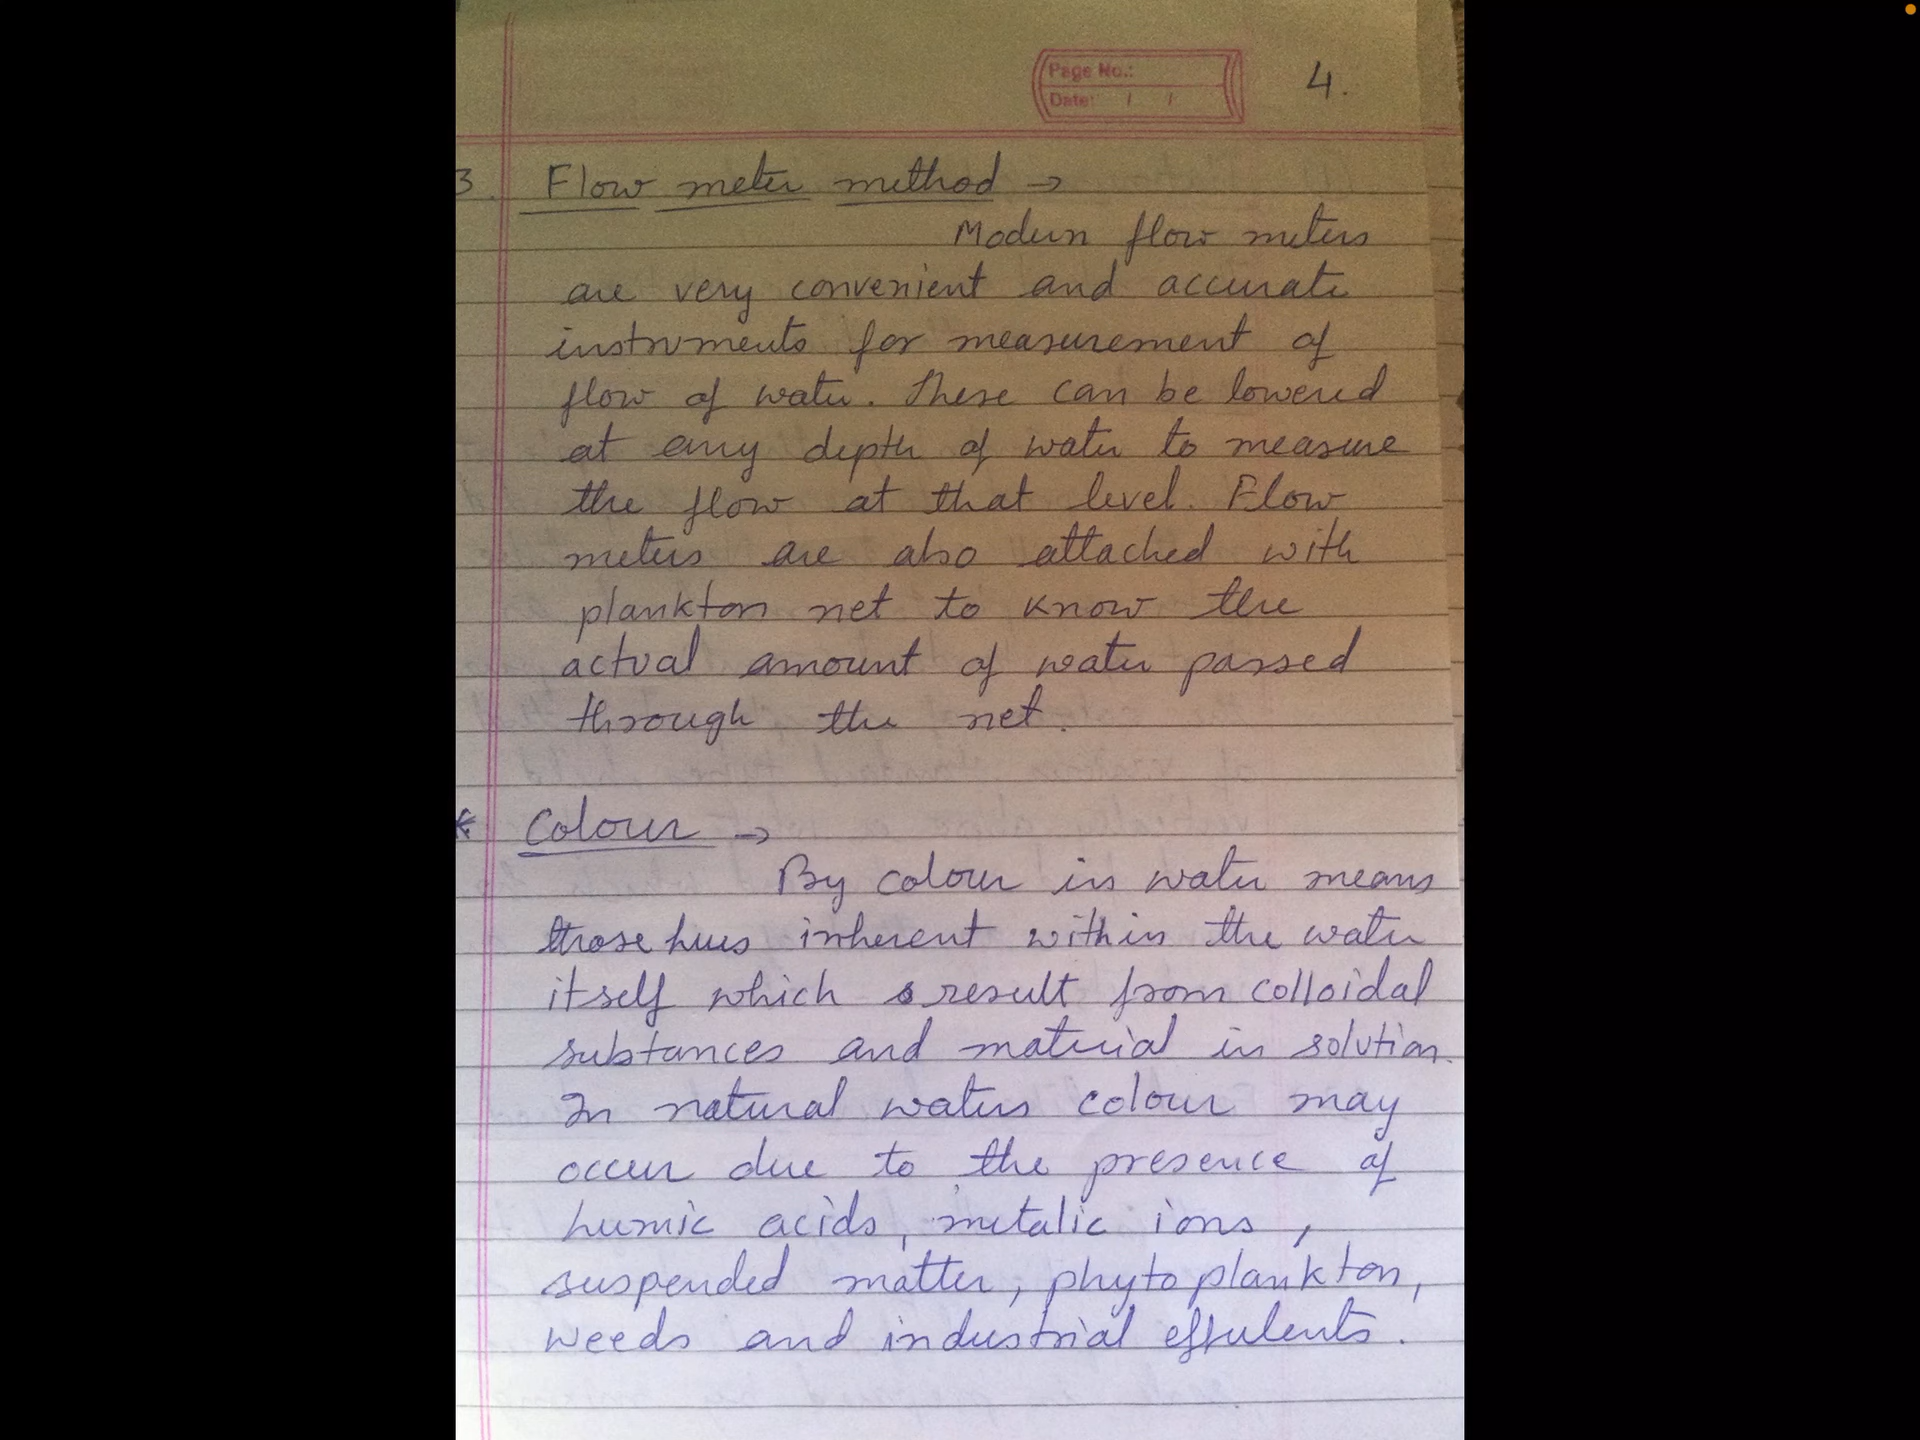 Page No.:
Date: / /
4.
3. Flow meter method →
Modern flow meters
are very convenient and accurate
instruments for measurement of
flow of water. These can be lowered
at any depth of water to measure
the flow at that level. Flow
meters are also attached with
plankton net to know the
actual amount of water passed
through the net.
* Colour →
By colour in water means
those hues inherent within the water
itself which result from colloidal
substances and material in solution.
In natural waters colour may
occur due to the presence of
humic acids, metalic ions,
suspended matter, phytoplankton,
weeds and industrial effulents.